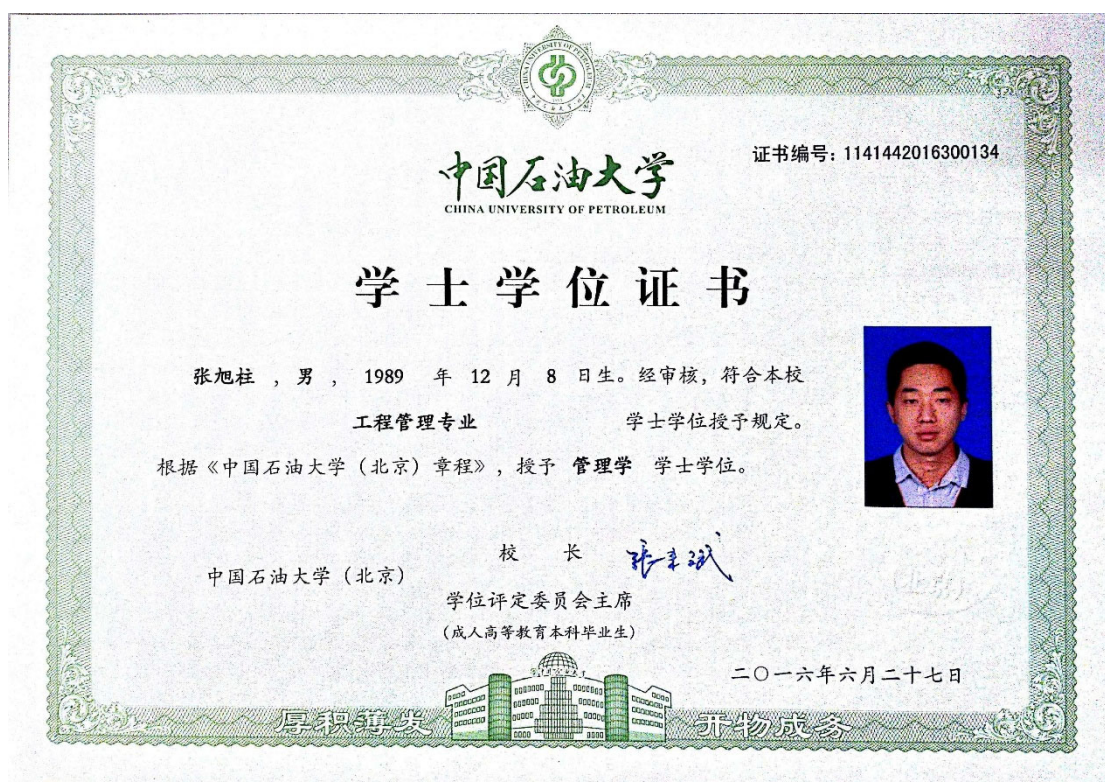 证书编号: 1141442016300134
中国石油大学
CHINA UNIVERSITY OF PETROLEUM
学士学位证书
张旭柱 , 男 , 1989 年 12 月 8 日生。经审核, 符合本校
工程管理专业 学士学位授予规定。
根据《中国石油大学 (北京) 章程》, 授予 管理学 学士学位。
校 长 张来斌
中国石油大学 (北京)
学位评定委员会主席
(成人高等教育本科毕业生)
二〇一六年六月二十七日
厚积薄发 开物成务